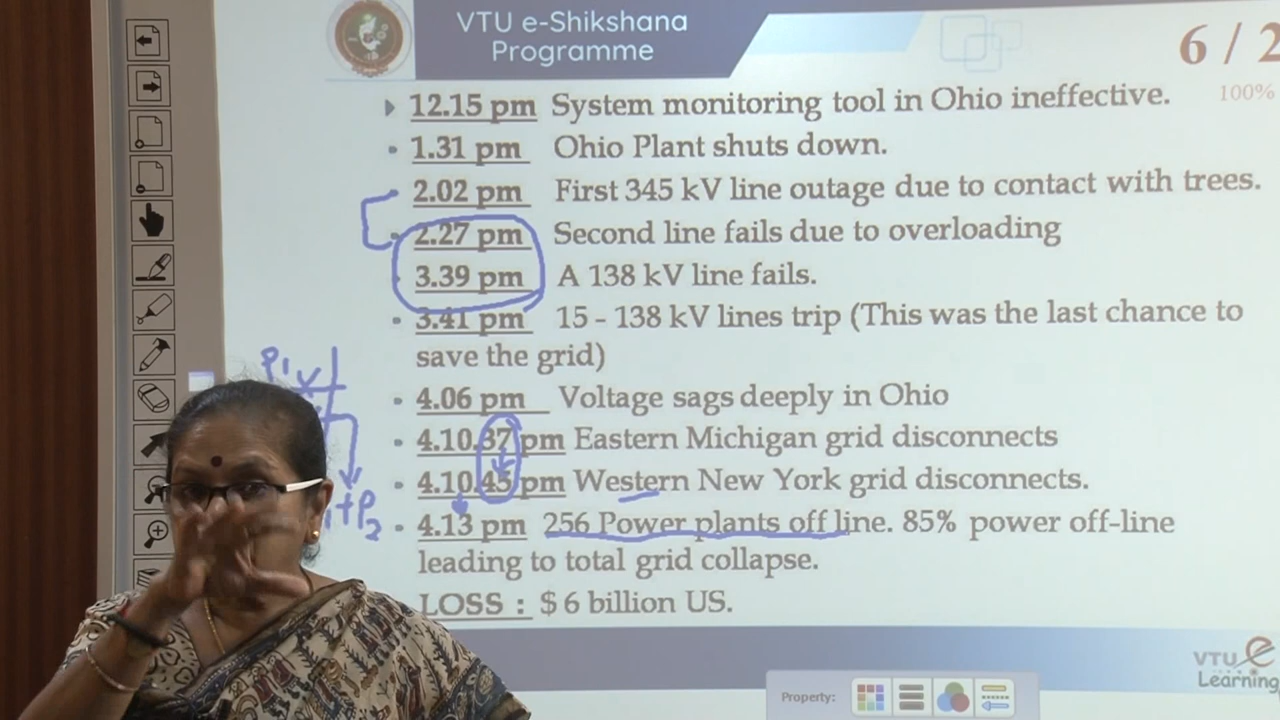 VTU e-Shikshana
Programme
6 / 2
100%
12.15 pm System monitoring tool in Ohio ineffective.
1.31 pm Ohio Plant shuts down.
2.02 pm First 345 kV line outage due to contact with trees.
2.27 pm Second line fails due to overloading
3.39 pm A 138 kV line fails.
3.41 pm 15 - 138 kV lines trip (This was the last chance to
save the grid)
P1
4.06 pm Voltage sags deeply in Ohio
4.10.37 pm Eastern Michigan grid disconnects
4.10.45 pm Western New York grid disconnects.
+P2
4.13 pm 256 Power plants off line. 85% power off-line
leading to total grid collapse.
LOSS : $ 6 billion US.
VTU e
Learning
Property: